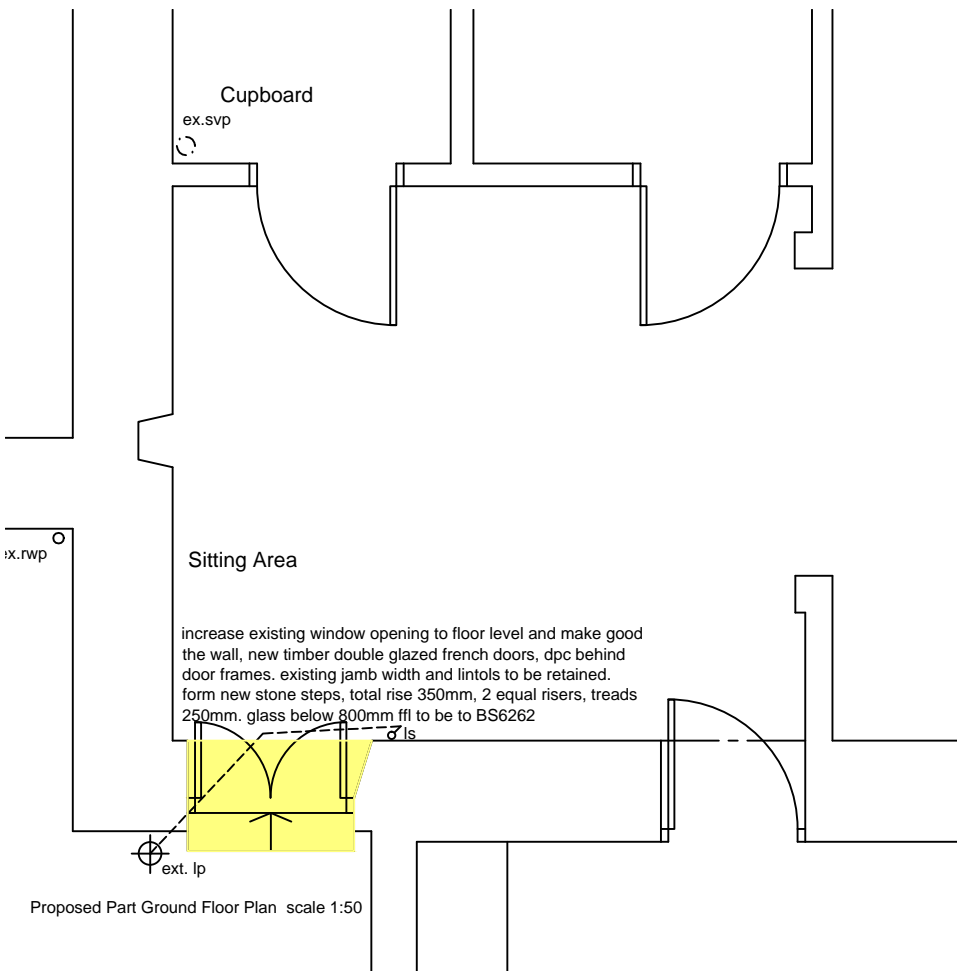 Cupboard
ex.svp
ex.rwp
Sitting Area
increase existing window opening to floor level and make good
the wall, new timber double glazed french doors, dpc behind
door frames. existing jamb width and lintols to be retained.
form new stone steps, total rise 350mm, 2 equal risers, treads
250mm. glass below 800mm ffl to be to BS6262
ls
ext. lp
Proposed Part Ground Floor Plan scale 1:50